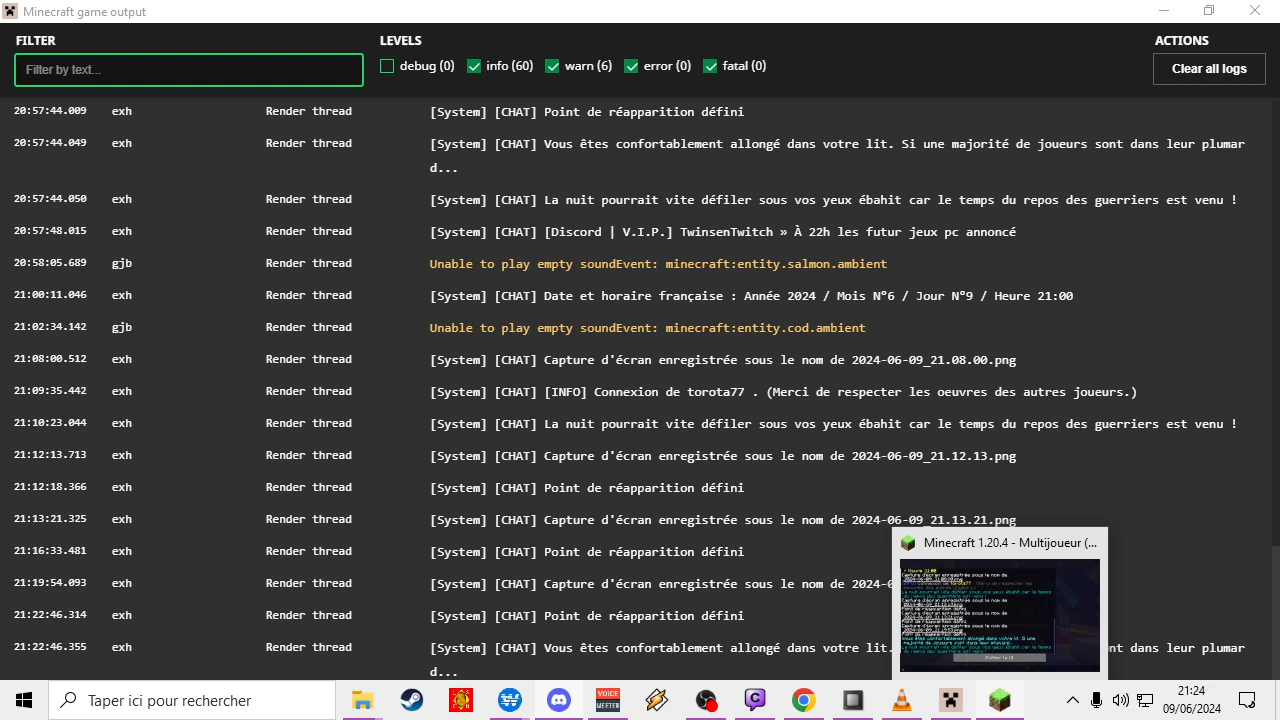 Minecraft game output
FILTER
Filter by text...
LEVELS
debug (0) info (60) warn (6) error (0) fatal (0)
ACTIONS
Clear all logs
20:57:44.009 exh Render thread [System] [CHAT] Point de réapparition défini
20:57:44.049 exh Render thread [System] [CHAT] Vous êtes confortablement allongé dans votre lit. Si une majorité de joueurs sont dans leur plumar
d...
20:57:44.050 exh Render thread [System] [CHAT] La nuit pourrait vite défiler sous vos yeux ébahit car le temps du repos des guerriers est venu !
20:57:48.015 exh Render thread [System] [CHAT] [Discord | V.I.P.] TwinsenTwitch » À 22h les futur jeux pc annoncé
20:58:05.689 gjb Render thread Unable to play empty soundEvent: minecraft:entity.salmon.ambient
21:00:11.046 exh Render thread [System] [CHAT] Date et horaire française : Année 2024 / Mois N°6 / Jour N°9 / Heure 21:00
21:02:34.142 gjb Render thread Unable to play empty soundEvent: minecraft:entity.cod.ambient
21:08:00.512 exh Render thread [System] [CHAT] Capture d'écran enregistrée sous le nom de 2024-06-09_21.08.00.png
21:09:35.442 exh Render thread [System] [CHAT] [INFO] Connexion de torota77 . (Merci de respecter les oeuvres des autres joueurs.)
21:10:23.044 exh Render thread [System] [CHAT] La nuit pourrait vite défiler sous vos yeux ébahit car le temps du repos des guerriers est venu !
21:12:13.713 exh Render thread [System] [CHAT] Capture d'écran enregistrée sous le nom de 2024-06-09_21.12.13.png
21:12:18.366 exh Render thread [System] [CHAT] Point de réapparition défini
21:13:21.325 exh Render thread [System] [CHAT] Capture d'écran enregistrée sous le nom de 2024-06-09_21.13.21.png
21:16:33.481 exh Render thread [System] [CHAT] Point de réapparition défini
21:19:54.093 exh Render thread [System] [CHAT] Capture d'écran enregistrée sous le nom de 2024-0
21:22:46.310 exh Render thread [System] [CHAT] Point de réapparition défini
exh Render thread [System] [CHAT] Vous êtes confortablement allongé dans votre lit. dans leur plumar
d...
Minecraft 1.20.4 - Multijoueur (...
Taper ici pour rechercher
VOICE
MEETER
21:24
09/06/2024